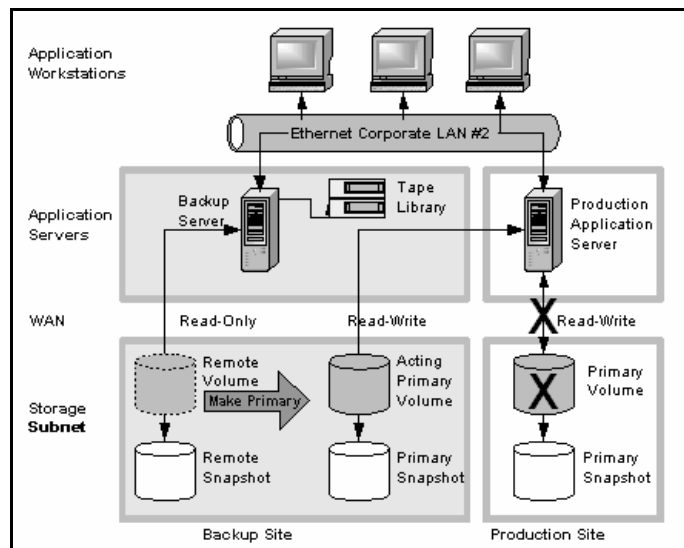 Application
Workstations
Ethernet Corporate LAN #2
Application
Servers
Backup
Server
Tape
Library
Production
Application
Server
WAN
Read-Only
Read-Write
X
Read-Write
Storage
Subnet
Remote
Volume
Make Primary
Acting
Primary
Volume
X
Primary
Volume
Remote
Snapshot
Primary
Snapshot
Primary
Snapshot
Backup Site
Production Site